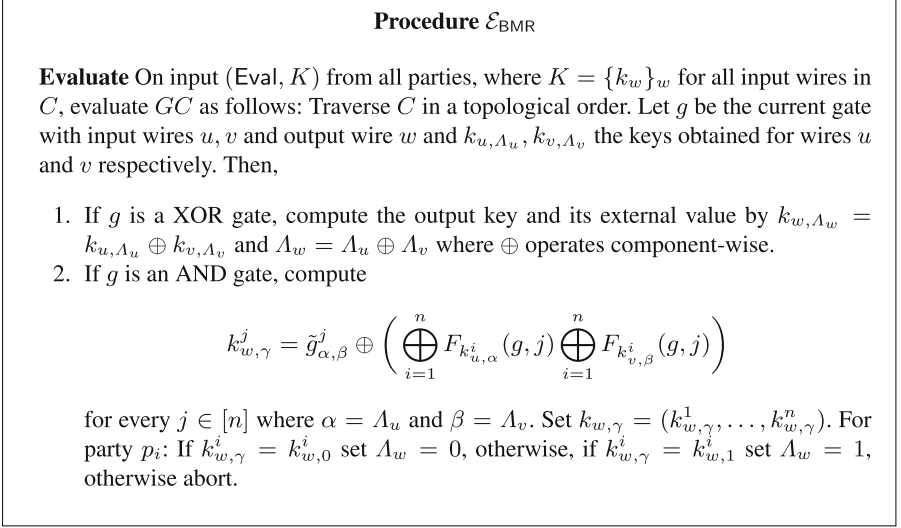 Procedure ℰ_BMR
Evaluate On input (Eval, K) from all parties, where K = {k_w}_w for all input wires in
C, evaluate GC as follows: Traverse C in a topological order. Let g be the current gate
with input wires u, v and output wire w and k_{u,Λ_u}, k_{v,Λ_v} the keys obtained for wires u
and v respectively. Then,
1. If g is a XOR gate, compute the output key and its external value by k_{w,Λ_w} =
k_{u,Λ_u} ⊕ k_{v,Λ_v} and Λ_w = Λ_u ⊕ Λ_v where ⊕ operates component-wise.
2. If g is an AND gate, compute
k^j_{w,γ} = g̃^j_{α,β} ⊕ ( ⨁_{i=1}^{n} F_{k^i_{u,α}}(g, j) ⨁_{i=1}^{n} F_{k^i_{v,β}}(g, j) )
for every j ∈ [n] where α = Λ_u and β = Λ_v. Set k_{w,γ} = (k^1_{w,γ}, . . . , k^n_{w,γ}). For
party p_i: If k^i_{w,γ} = k^i_{w,0} set Λ_w = 0, otherwise, if k^i_{w,γ} = k^i_{w,1} set Λ_w = 1,
otherwise abort.